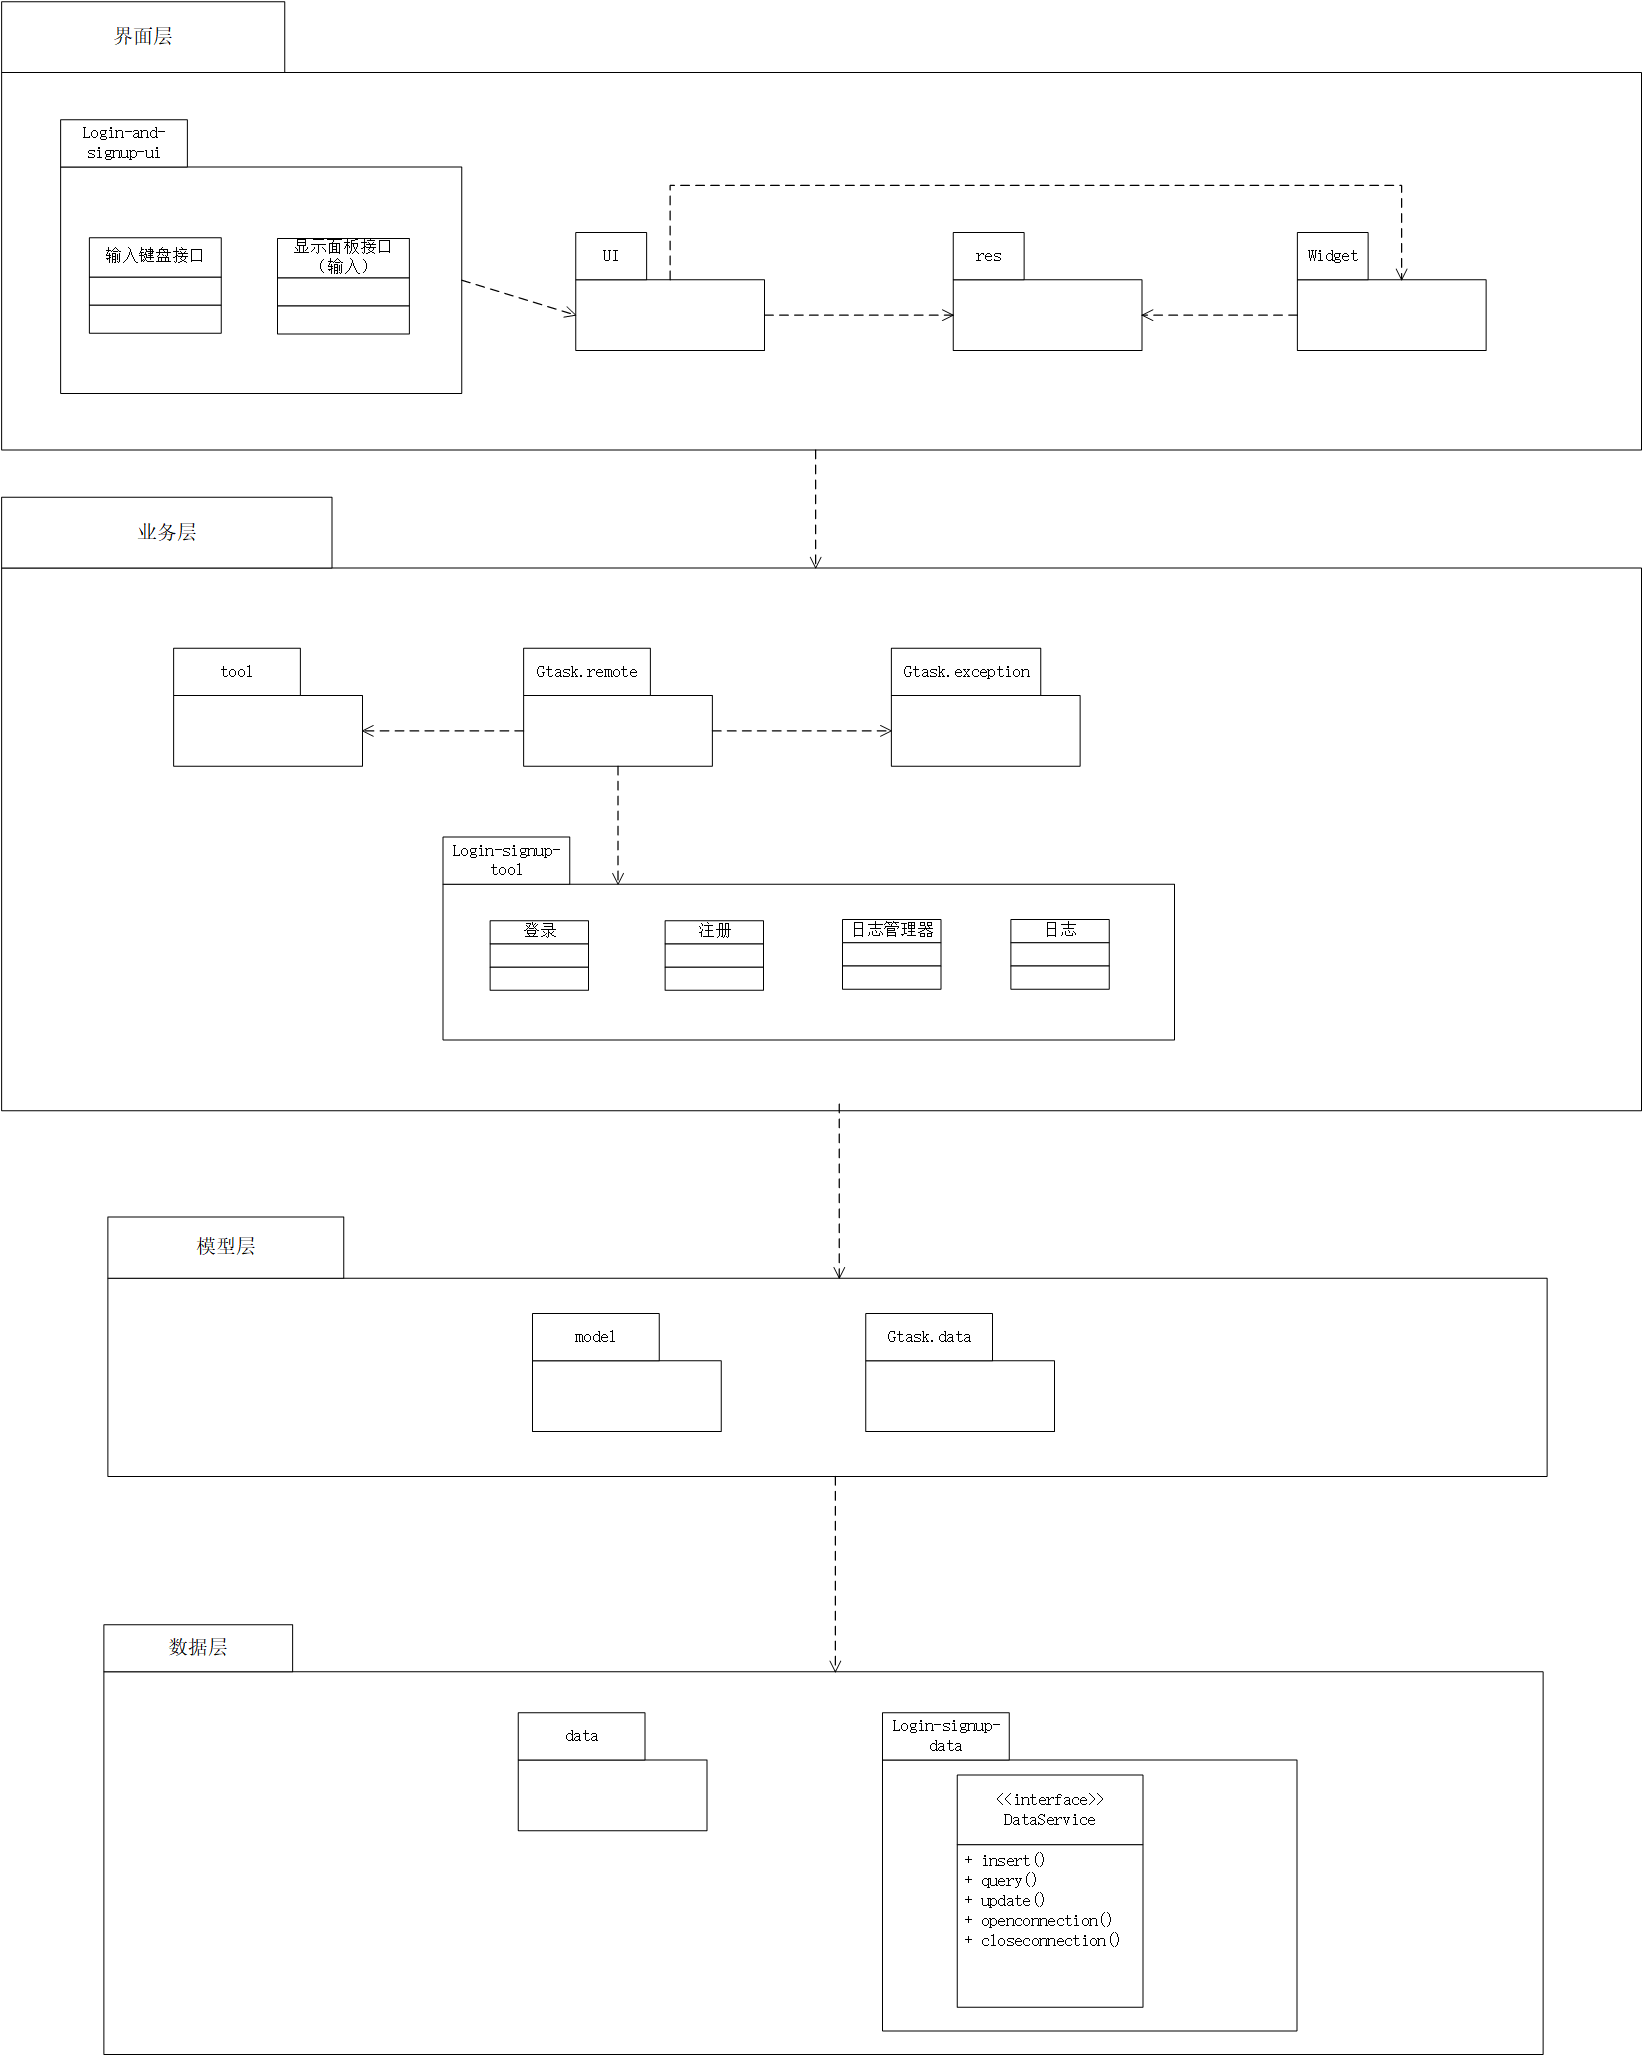 界面层
Login-and-
signup-ui
输入键盘接口
显示面板接口
（输入）
UI
res
Widget
业务层
tool
Gtask.remote
Gtask.exception
Login-signup-
tool
登录
注册
日志管理器
日志
模型层
model
Gtask.data
数据层
data
Login-signup-
data
<<interface>>
DataService
+ insert()
+ query()
+ update()
+ openconnection()
+ closeconnection()